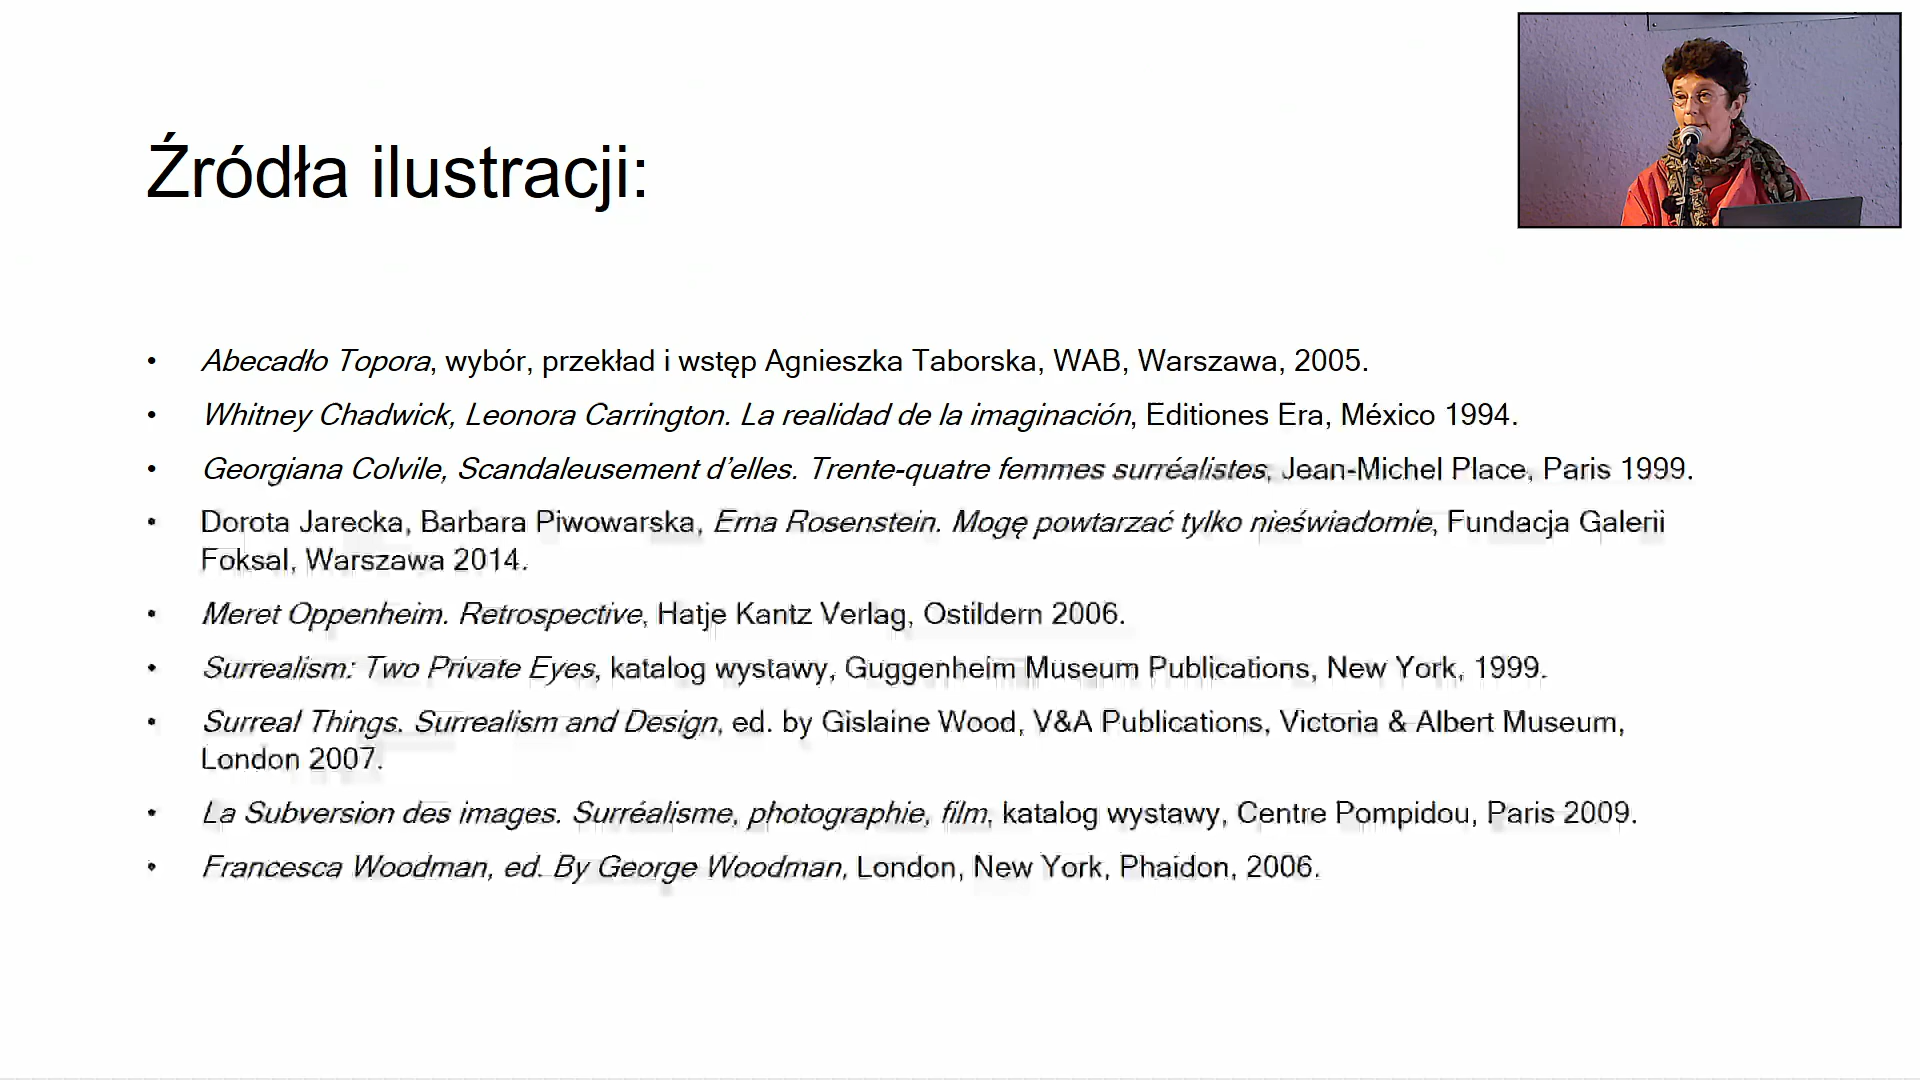 Źródła ilustracji:
• Abecadło Topora, wybór, przekład i wstęp Agnieszka Taborska, WAB, Warszawa, 2005.
• Whitney Chadwick, Leonora Carrington. La realidad de la imaginación, Editiones Era, México 1994.
• Georgiana Colvile, Scandaleusement d’elles. Trente-quatre femmes surréalistes, Jean-Michel Place, Paris 1999.
• Dorota Jarecka, Barbara Piwowarska, Erna Rosenstein. Mogę powtarzać tylko nieświadomie, Fundacja Galerii
Foksal, Warszawa 2014.
• Meret Oppenheim. Retrospective, Hatje Kantz Verlag, Ostildern 2006.
• Surrealism: Two Private Eyes, katalog wystawy, Guggenheim Museum Publications, New York, 1999.
• Surreal Things. Surrealism and Design, ed. by Gislaine Wood, V&A Publications, Victoria & Albert Museum,
London 2007.
• La Subversion des images. Surréalisme, photographie, film, katalog wystawy, Centre Pompidou, Paris 2009.
• Francesca Woodman, ed. By George Woodman, London, New York, Phaidon, 2006.